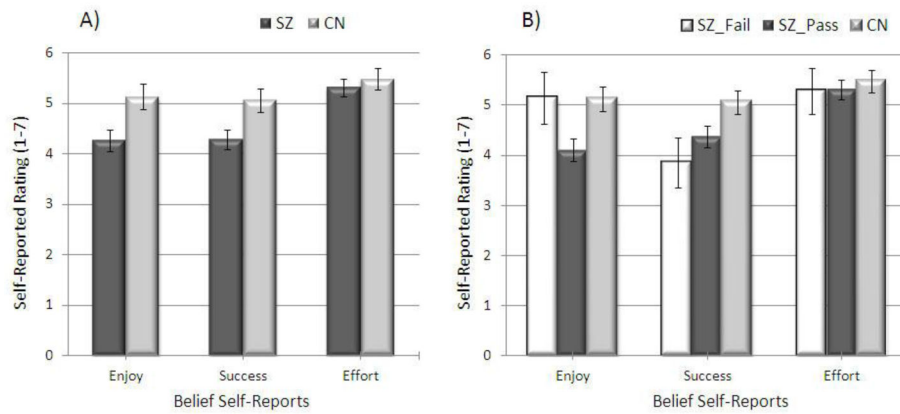 A)
SZ CN
6
5
4
3
2
1
0
Self-Reported Rating (1-7)
Enjoy Success Effort
Belief Self-Reports
B)
SZ_Fail SZ_Pass CN
6
5
4
3
2
1
0
Self-Reported Rating (1-7)
Enjoy Success Effort
Belief Self-Reports